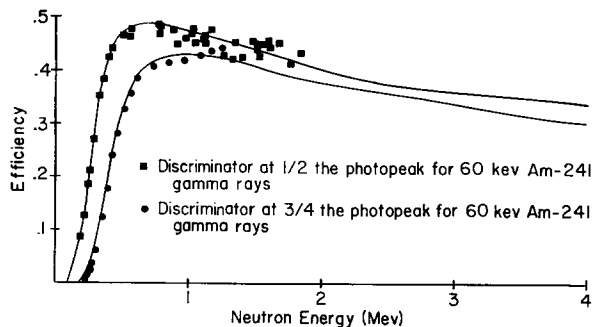 .5
.4
.3
.2
.1
Efficiency
■ Discriminator at 1/2 the photopeak for 60 kev Am-241
gamma rays
● Discriminator at 3/4 the photopeak for 60 kev Am-241
gamma rays
1 2 3 4
Neutron Energy (Mev)